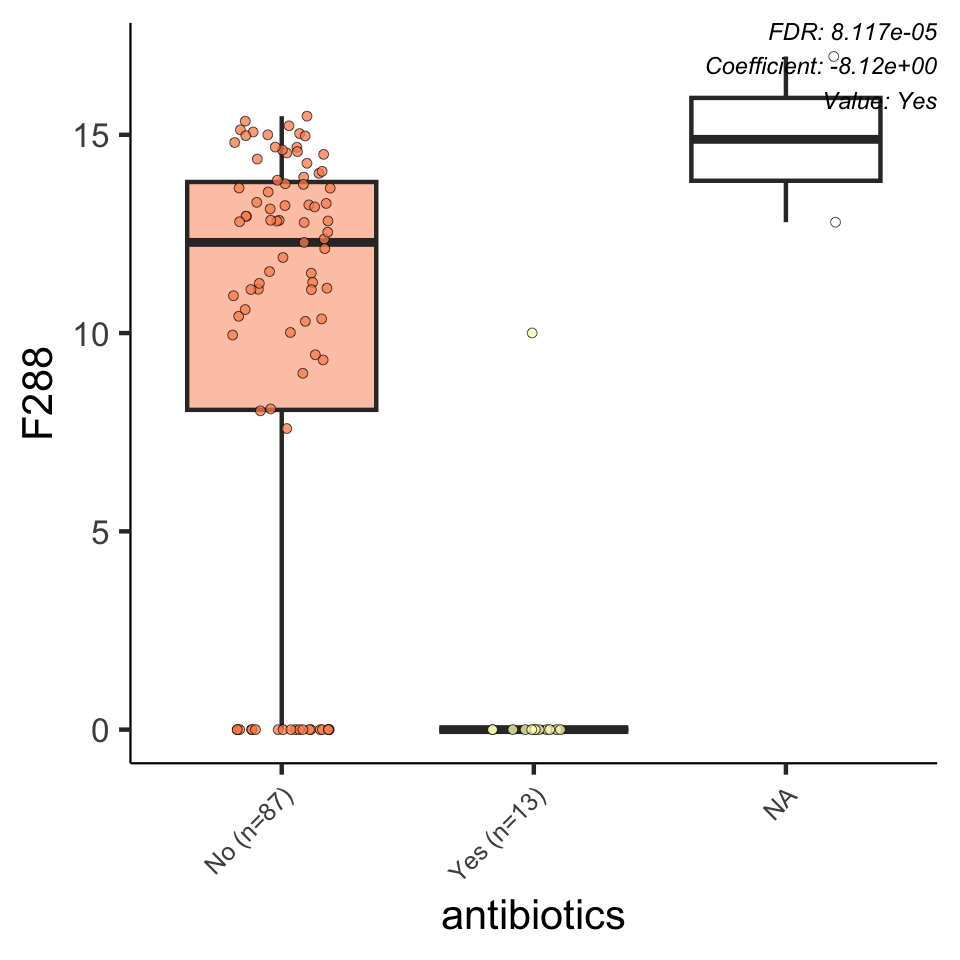 FDR: 8.117e-05
Coefficient: -8.12e+00
Value: Yes
15
10
5
0
F288
No (n=87)
Yes (n=13)
NA
antibiotics